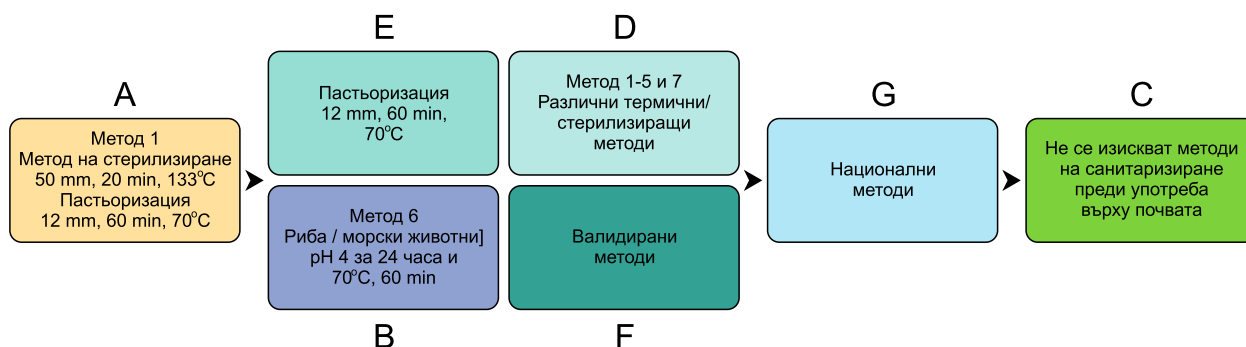 A
Метод 1
Метод на стерилизиране
50 mm, 20 min, 133°C
Пастьоризация
12 mm, 60 min, 70°C
E
Пастьоризация
12 mm, 60 min,
70°C
Метод 6
Риба / морски животни]
pH 4 за 24 часа и
70°C, 60 min
B
D
Метод 1-5 и 7
Различни термични/
стерилизиращи
методи
Валидирани
методи
F
G
Национални
методи
C
Не се изискват методи
на санитаризиране
преди употреба
върху почвата